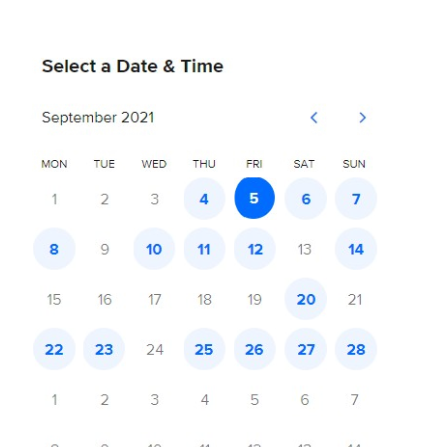 Select a Date & Time
September 2021
MON TUE WED THU FRI SAT SUN
1 2 3 4 5 6 7
8 9 10 11 12 13 14
15 16 17 18 19 20 21
22 23 24 25 26 27 28
1 2 3 4 5 6 7